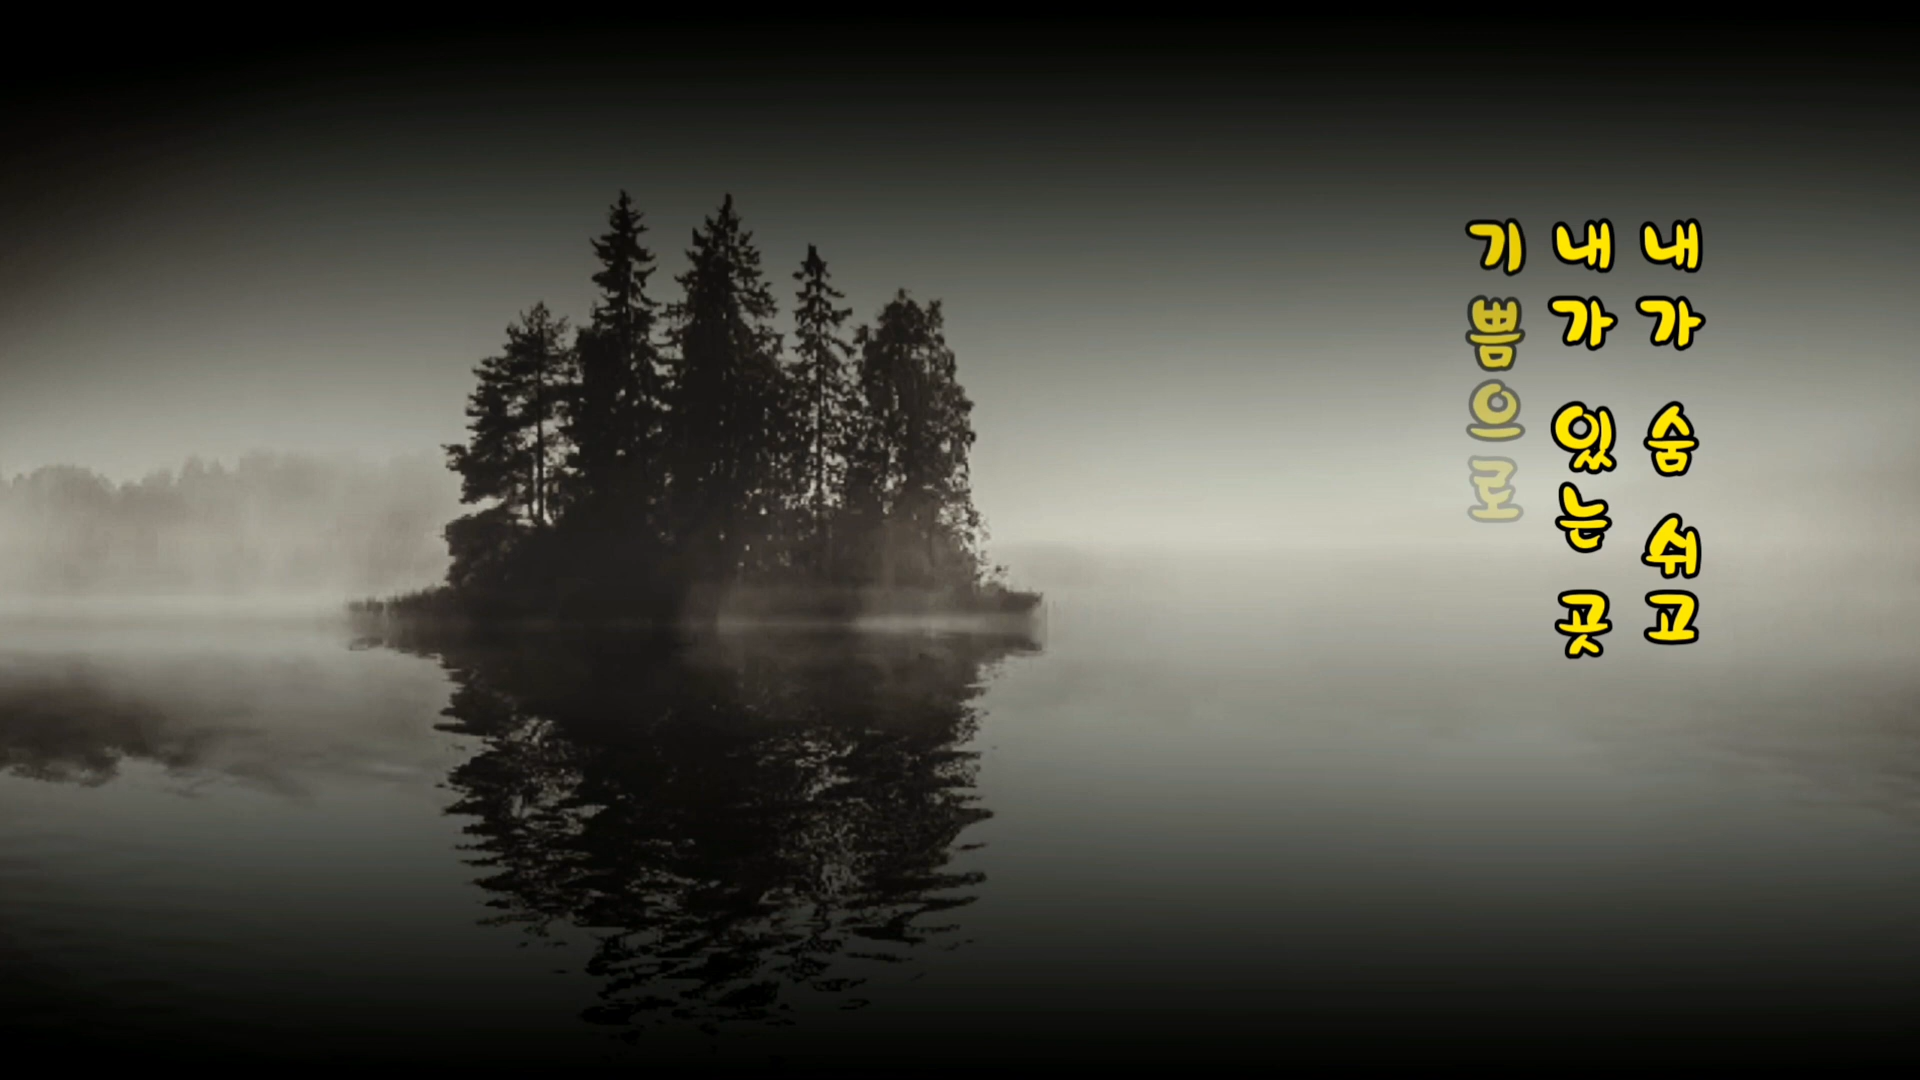 내가 숨 쉬고
내가 있는 곳
기쁨으로